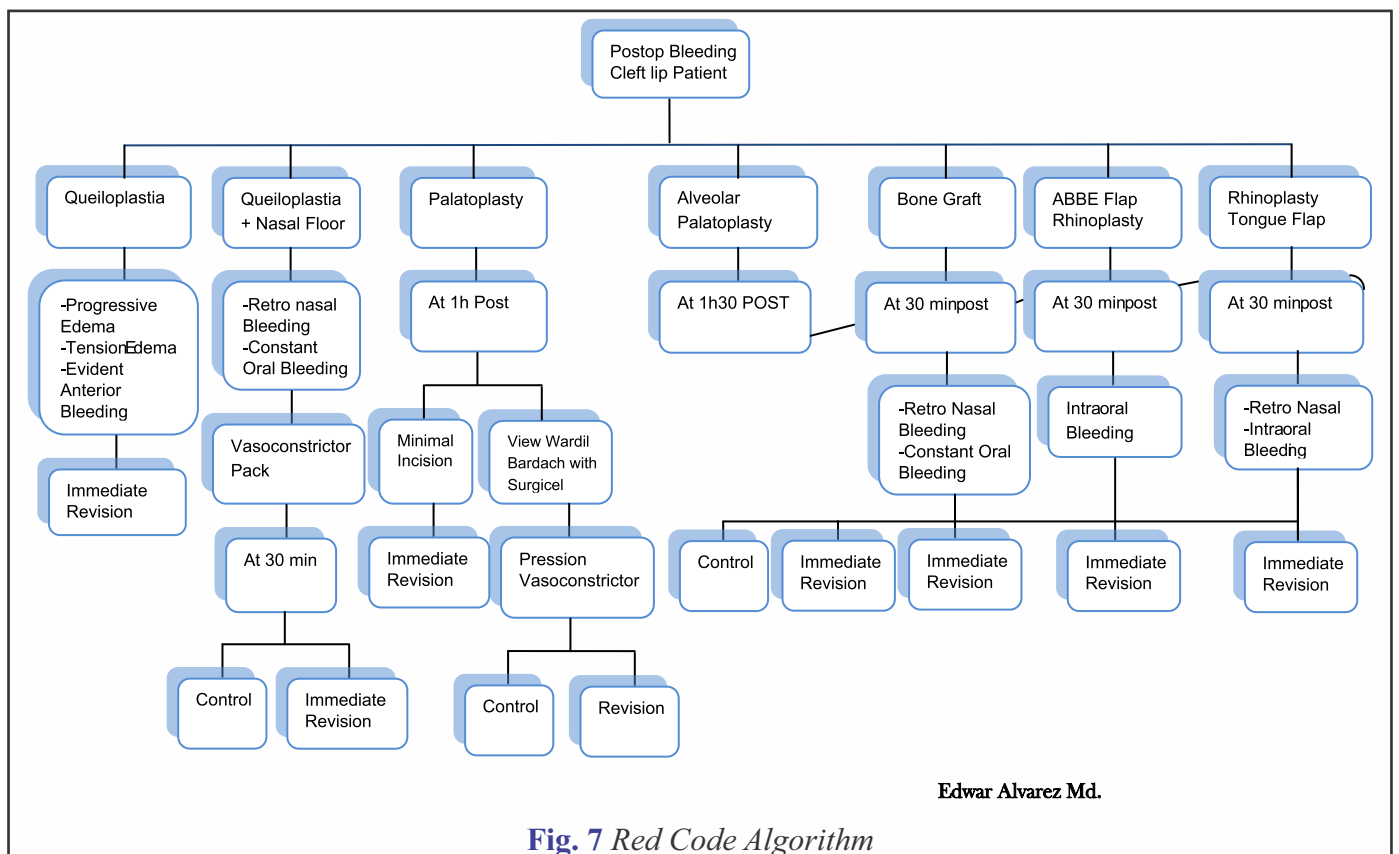 Postop Bleeding
Cleft lip Patient
Queiloplastia
Queiloplastia
+ Nasal Floor
Palatoplasty
Alveolar
Palatoplasty
Bone Graft
ABBE Flap
Rhinoplasty
Rhinoplasty
Tongue Flap
-Progressive
Edema
-TensionEdema
-Evident
Anterior
Bleeding
-Retro nasal
Bleeding
-Constant
Oral Bleeding
At 1h Post
At 1h30 POST
At 30 minpost
At 30 minpost
At 30 minpost
Immediate
Revision
Vasoconstrictor
Pack
Minimal
Incision
View Wardil
Bardach with
Surgicel
-Retro Nasal
Bleeding
-Constant Oral
Bleeding
Intraoral
Bleeding
-Retro Nasal
-Intraoral
Bleeding
At 30 min
Immediate
Revision
Pression
Vasoconstrictor
Control
Immediate
Revision
Immediate
Revision
Immediate
Revision
Immediate
Revision
Control
Immediate
Revision
Control
Revision
Edwar Alvarez Md.
Fig. 7 Red Code Algorithm